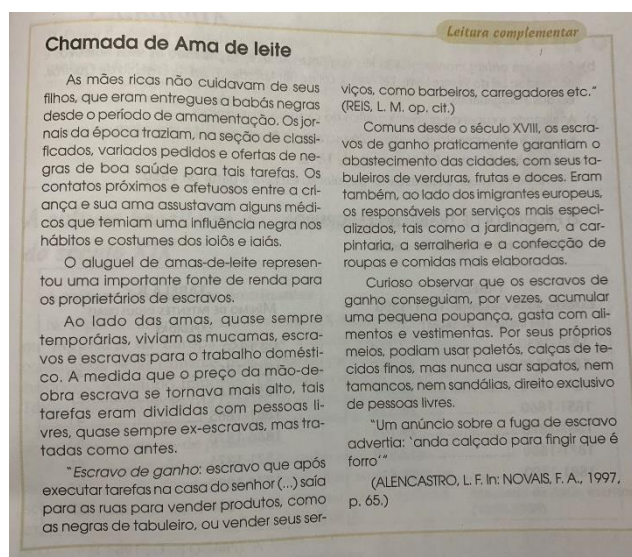 Leitura complementar
Chamada de Ama de leite
As mães ricas não cuidavam de seus
filhos, que eram entregues a babás negras
desde o período de amamentação. Os jor-
nais da época traziam, na seção de classi-
ficados, variados pedidos e ofertas de ne-
gras de boa saúde para tais tarefas. Os
contatos próximos e afetuosos entre a cri-
ança e sua ama assustavam alguns médi-
cos que temiam uma influência negra nos
hábitos e costumes dos ioiôs e iaiás.
O aluguel de amas-de-leite represen-
tou uma importante fonte de renda para
os proprietários de escravos.
Ao lado das amas, quase sempre
temporárias, viviam as mucamas, escra-
vos e escravas para o trabalho domésti-
co. A medida que o preço da mão-de-
obra escrava se tornava mais alto, tais
tarefas eram divididas com pessoas li-
vres, quase sempre ex-escravas, mas tra-
tadas como antes.
"Escravo de ganho: escravo que após
executar tarefas na casa do senhor (...) saía
para as ruas para vender produtos, como
as negras de tabuleiro, ou vender seus ser-
viços, como barbeiros, carregadores etc."
(REIS, L. M. op. cit.)
Comuns desde o século XVIII, os escra-
vos de ganho praticamente garantiam o
abastecimento das cidades, com seus ta-
buleiros de verduras, frutas e doces. Eram
também, ao lado dos imigrantes europeus,
os responsáveis por serviços mais especi-
alizados, tais como a jardinagem, a car-
pintaria, a serralheria e a confecção de
roupas e comidas mais elaboradas.
Curioso observar que os escravos de
ganho conseguiam, por vezes, acumular
uma pequena poupança, gasta com ali-
mentos e vestimentas. Por seus próprios
meios, podiam usar paletós, calças de te-
cidos finos, mas nunca usar sapatos, nem
tamancos, nem sandálias, direito exclusivo
de pessoas livres.
"Um anúncio sobre a fuga de escravo
advertia: 'anda calçado para fingir que é
forro'"
(ALENCASTRO, L. F. In: NOVAIS, F. A., 1997,
p. 65.)